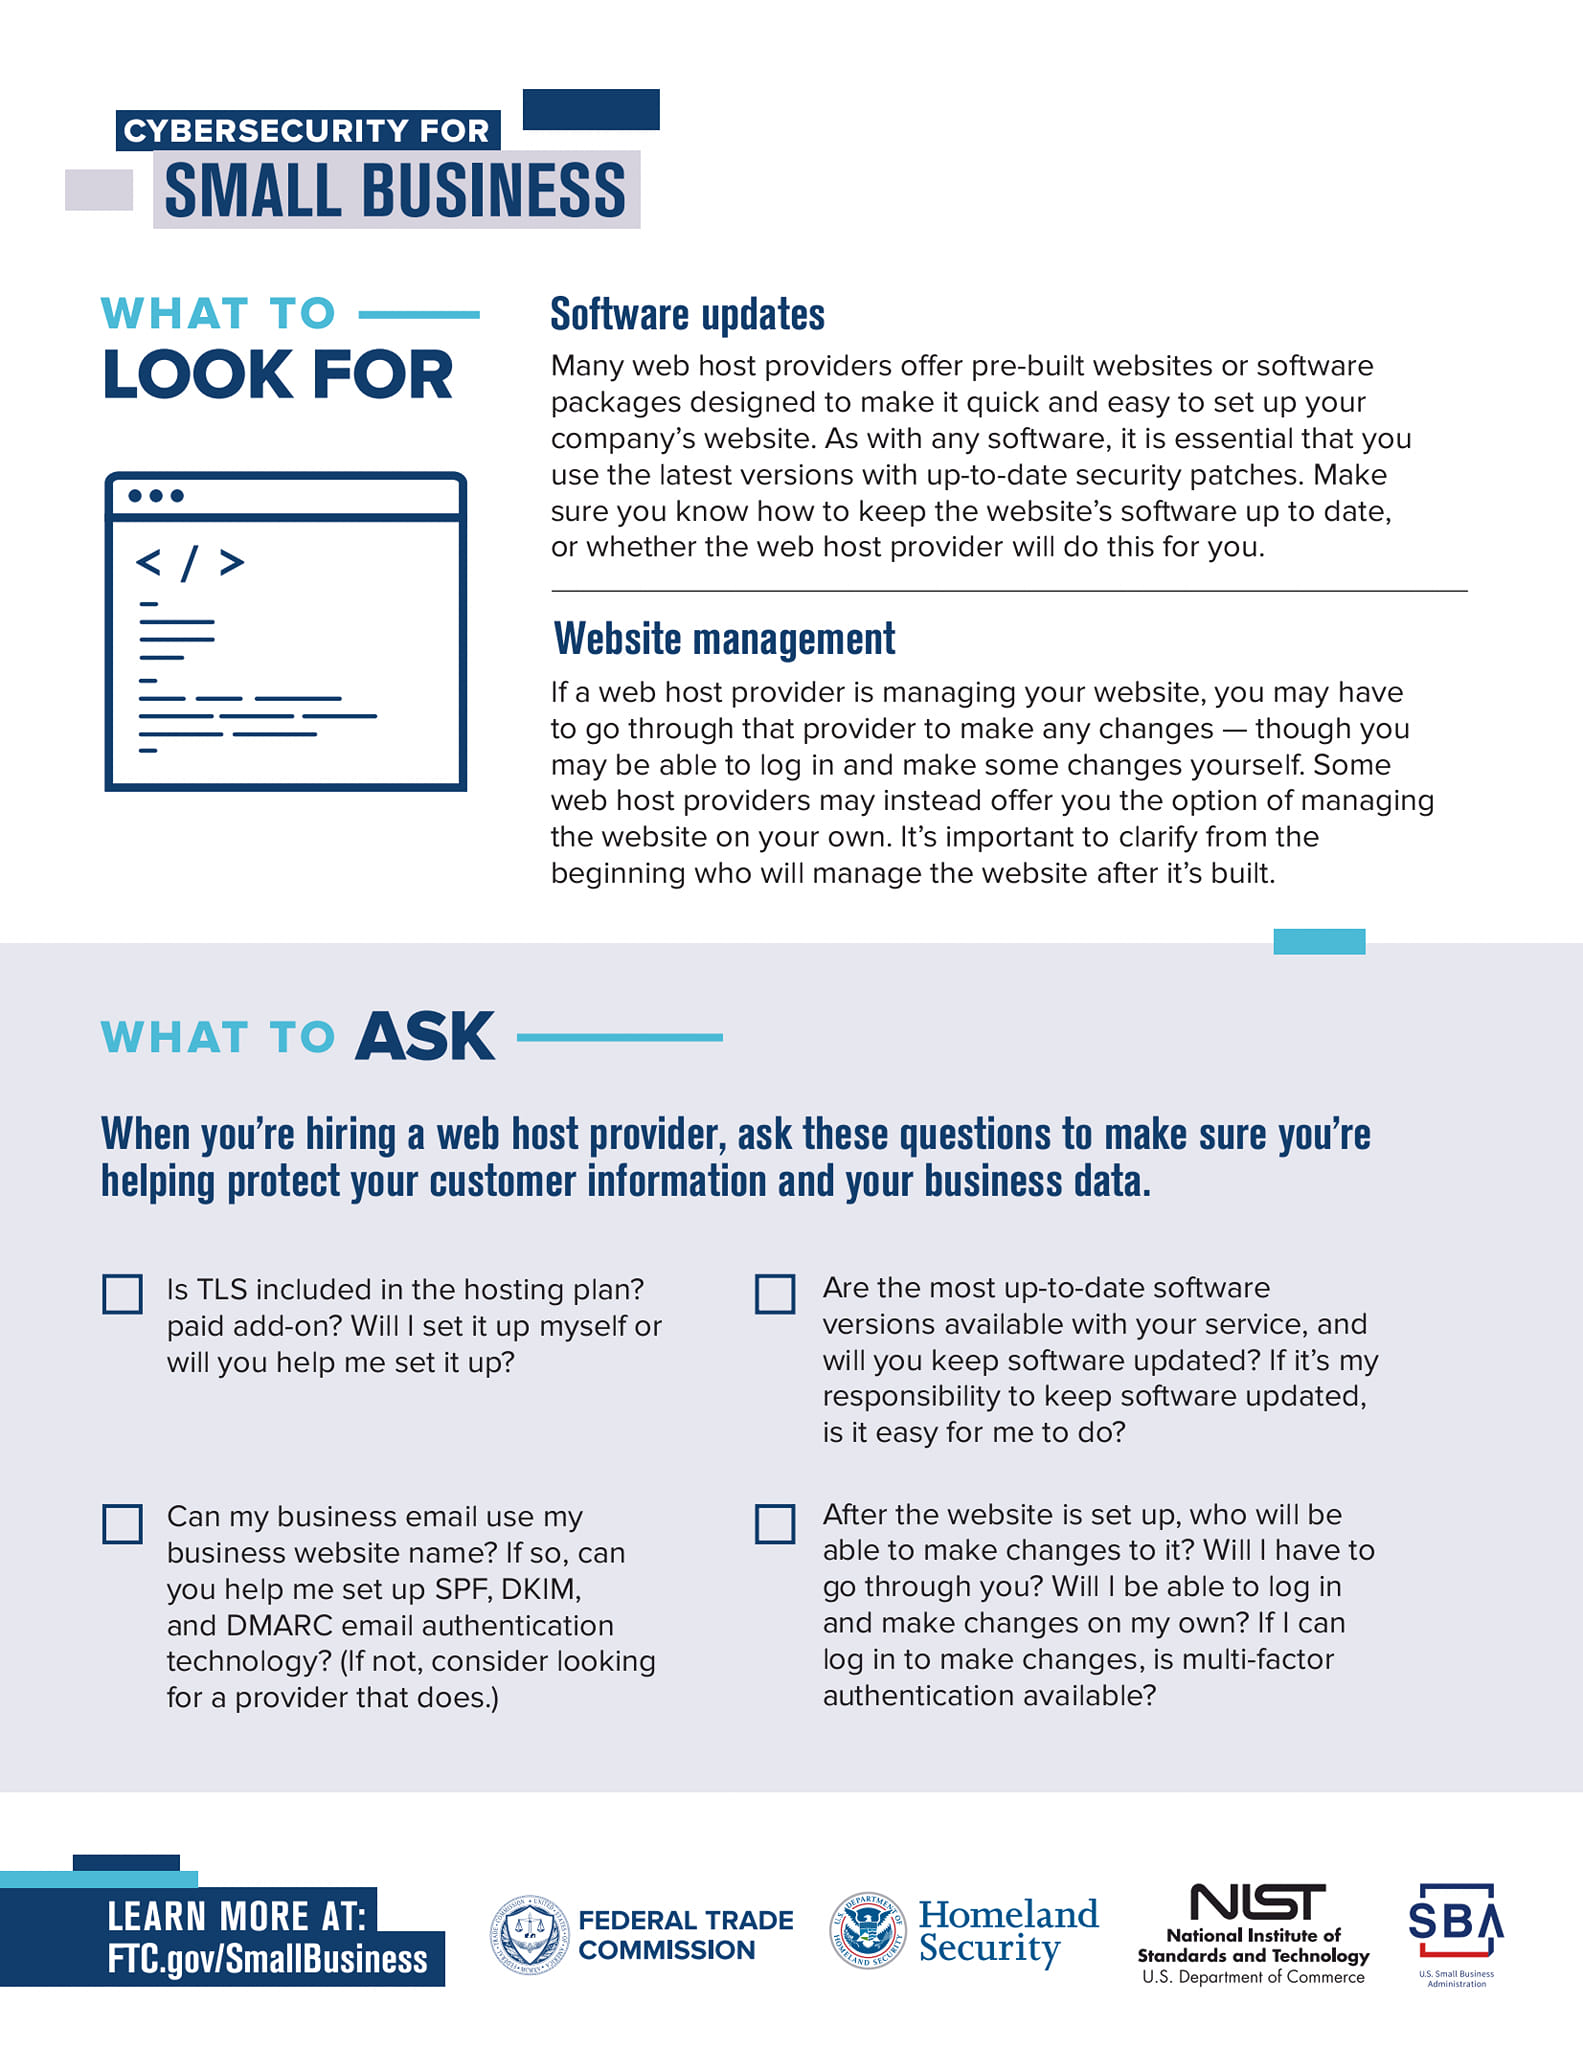 CYBERSECURITY FOR
SMALL BUSINESS
WHAT TO
LOOK FOR
Software updates
Many web host providers offer pre-built websites or software
packages designed to make it quick and easy to set up your
company’s website. As with any software, it is essential that you
use the latest versions with up-to-date security patches. Make
sure you know how to keep the website’s software up to date,
or whether the web host provider will do this for you.
Website management
If a web host provider is managing your website, you may have
to go through that provider to make any changes — though you
may be able to log in and make some changes yourself. Some
web host providers may instead offer you the option of managing
the website on your own. It’s important to clarify from the
beginning who will manage the website after it’s built.
</>
WHAT TO ASK
When you’re hiring a web host provider, ask these questions to make sure you’re
helping protect your customer information and your business data.
Is TLS included in the hosting plan?
paid add-on? Will I set it up myself or
will you help me set it up?
Are the most up-to-date software
versions available with your service, and
will you keep software updated? If it’s my
responsibility to keep software updated,
is it easy for me to do?
Can my business email use my
business website name? If so, can
you help me set up SPF, DKIM,
and DMARC email authentication
technology? (If not, consider looking
for a provider that does.)
After the website is set up, who will be
able to make changes to it? Will I have to
go through you? Will I be able to log in
and make changes on my own? If I can
log in to make changes, is multi-factor
authentication available?
LEARN MORE AT:
FTC.gov/SmallBusiness
FEDERAL TRADE
COMMISSION
U.S. DEPARTMENT OF
HOMELAND SECURITY
Homeland
Security
NIST
National Institute of
Standards and Technology
U.S. Department of Commerce
SBA
U.S. Small Business
Administration